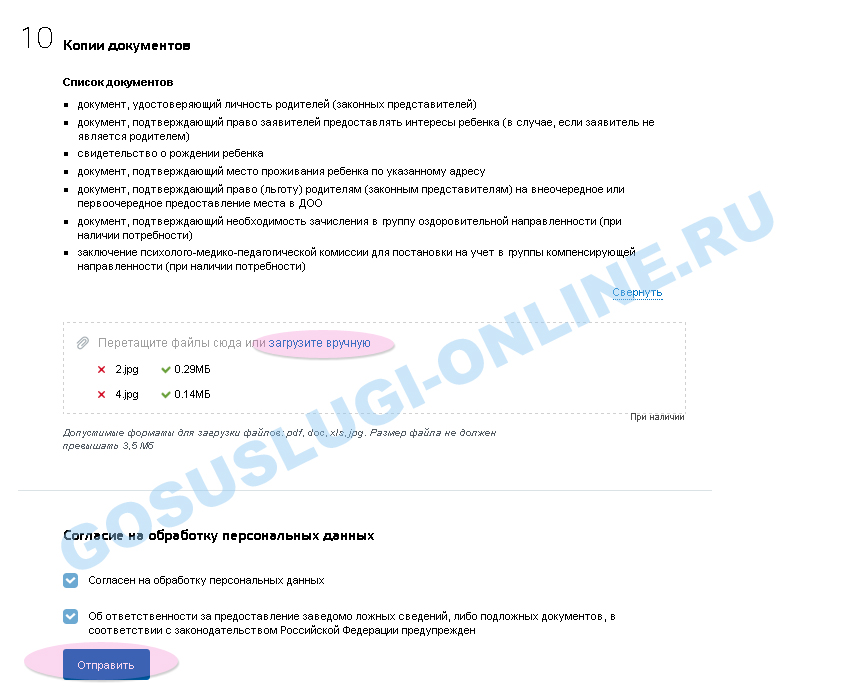 10 Копии документов
Список документов
документ, удостоверяющий личность родителей (законных представителей)
документ, подтверждающий право заявителей предоставлять интересы ребенка (в случае, если заявитель не
является родителем)
свидетельство о рождении ребенка
документ, подтверждающий место проживания ребенка по указанному адресу
документ, подтверждающий право (льготу) родителям (законным представителям) на внеочередное или
первоочередное предоставление места в ДОО
документ, подтверждающий необходимость зачисления в группу оздоровительной направленности (при
наличии потребности)
заключение психолого-медико-педагогической комиссии для постановки на учет в группы компенсирующей
направленности (при наличии потребности)
Свернуть
Перетащите файлы сюда или загрузите вручную
2.jpg 0.29МБ
4.jpg 0.14МБ
При наличии
Допустимые форматы для загрузки файлов: pdf, doc, xls, jpg. Размер файла не должен
превышать 3,5 Мб
GOSUSLUGI-ONLINE.RU
Согласие на обработку персональных данных
Согласен на обработку персональных данных
Об ответственности за предоставление заведомо ложных сведений, либо подложных документов, в
соответствии с законодательством Российской Федерации предупрежден
Отправить